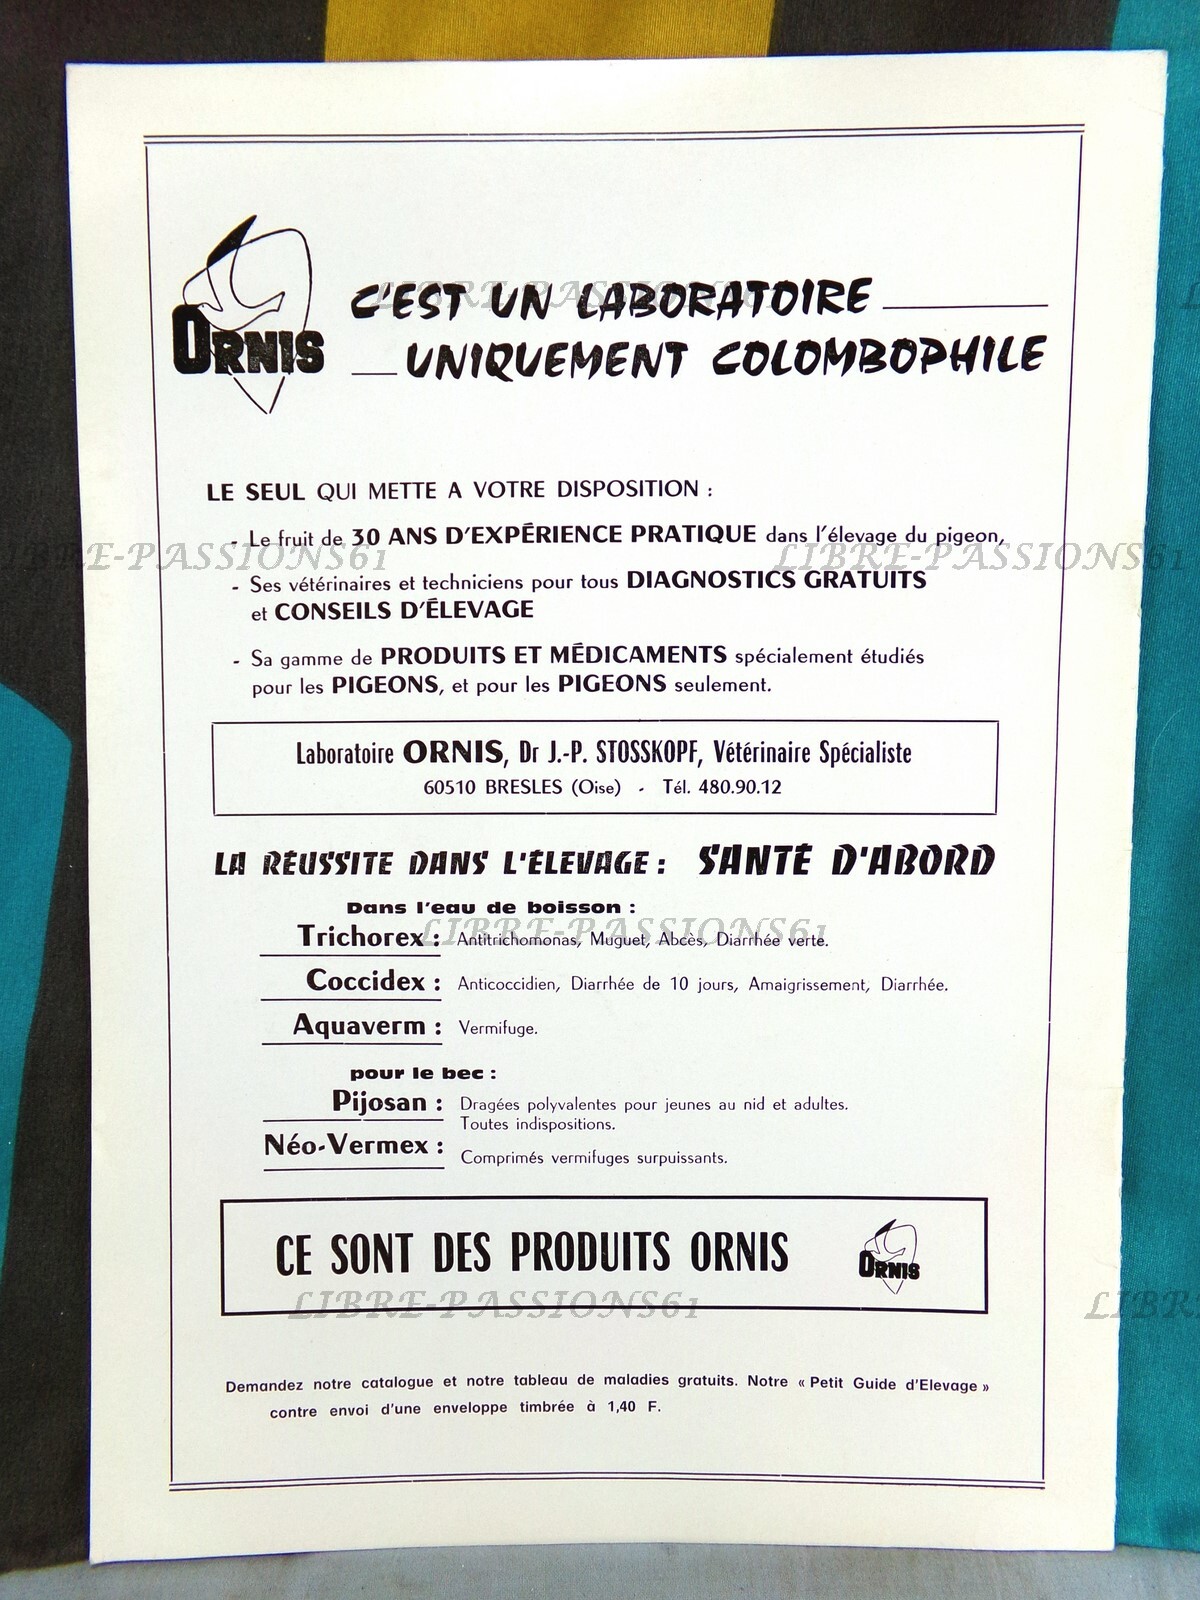 ORNIS
C'EST UN LABORATOIRE
UNIQUEMENT COLOMBOPHILE
LE SEUL QUI METTE A VOTRE DISPOSITION :
- Le fruit de 30 ANS D'EXPÉRIENCE PRATIQUE dans l'élevage du pigeon,
- Ses vétérinaires et techniciens pour tous DIAGNOSTICS GRATUITS
et CONSEILS D'ÉLEVAGE
- Sa gamme de PRODUITS ET MÉDICAMENTS spécialement étudiés
pour les PIGEONS, et pour les PIGEONS seulement.
Laboratoire ORNIS, Dr J.-P. STOSSKOPF, Vétérinaire Spécialiste
60510 BRESLES (Oise) - Tél. 480.90.12
LA RÉUSSITE DANS L'ÉLEVAGE : SANTÉ D'ABORD
Dans l'eau de boisson :
Trichorex : Antitrichomonas, Muguet, Abcès, Diarrhée verte.
Coccidex : Anticoccidien, Diarrhée de 10 jours, Amaigrissement, Diarrhée.
Aquaverm : Vermifuge.
pour le bec :
Pijosan : Dragées polyvalentes pour jeunes au nid et adultes.
Toutes indispositions.
Néo-Vermex : Comprimés vermifuges surpuissants.
CE SONT DES PRODUITS ORNIS
ORNIS
Demandez notre catalogue et notre tableau de maladies gratuits. Notre « Petit Guide d'Elevage »
contre envoi d'une enveloppe timbrée à 1,40 F.
LIBRE-PASSIONS61
LIBRE-PASSIONS61
LIBRE-PASSIONS61
LIBRE-PASSIONS61
LIBRE-PASSIONS61
LIBRE